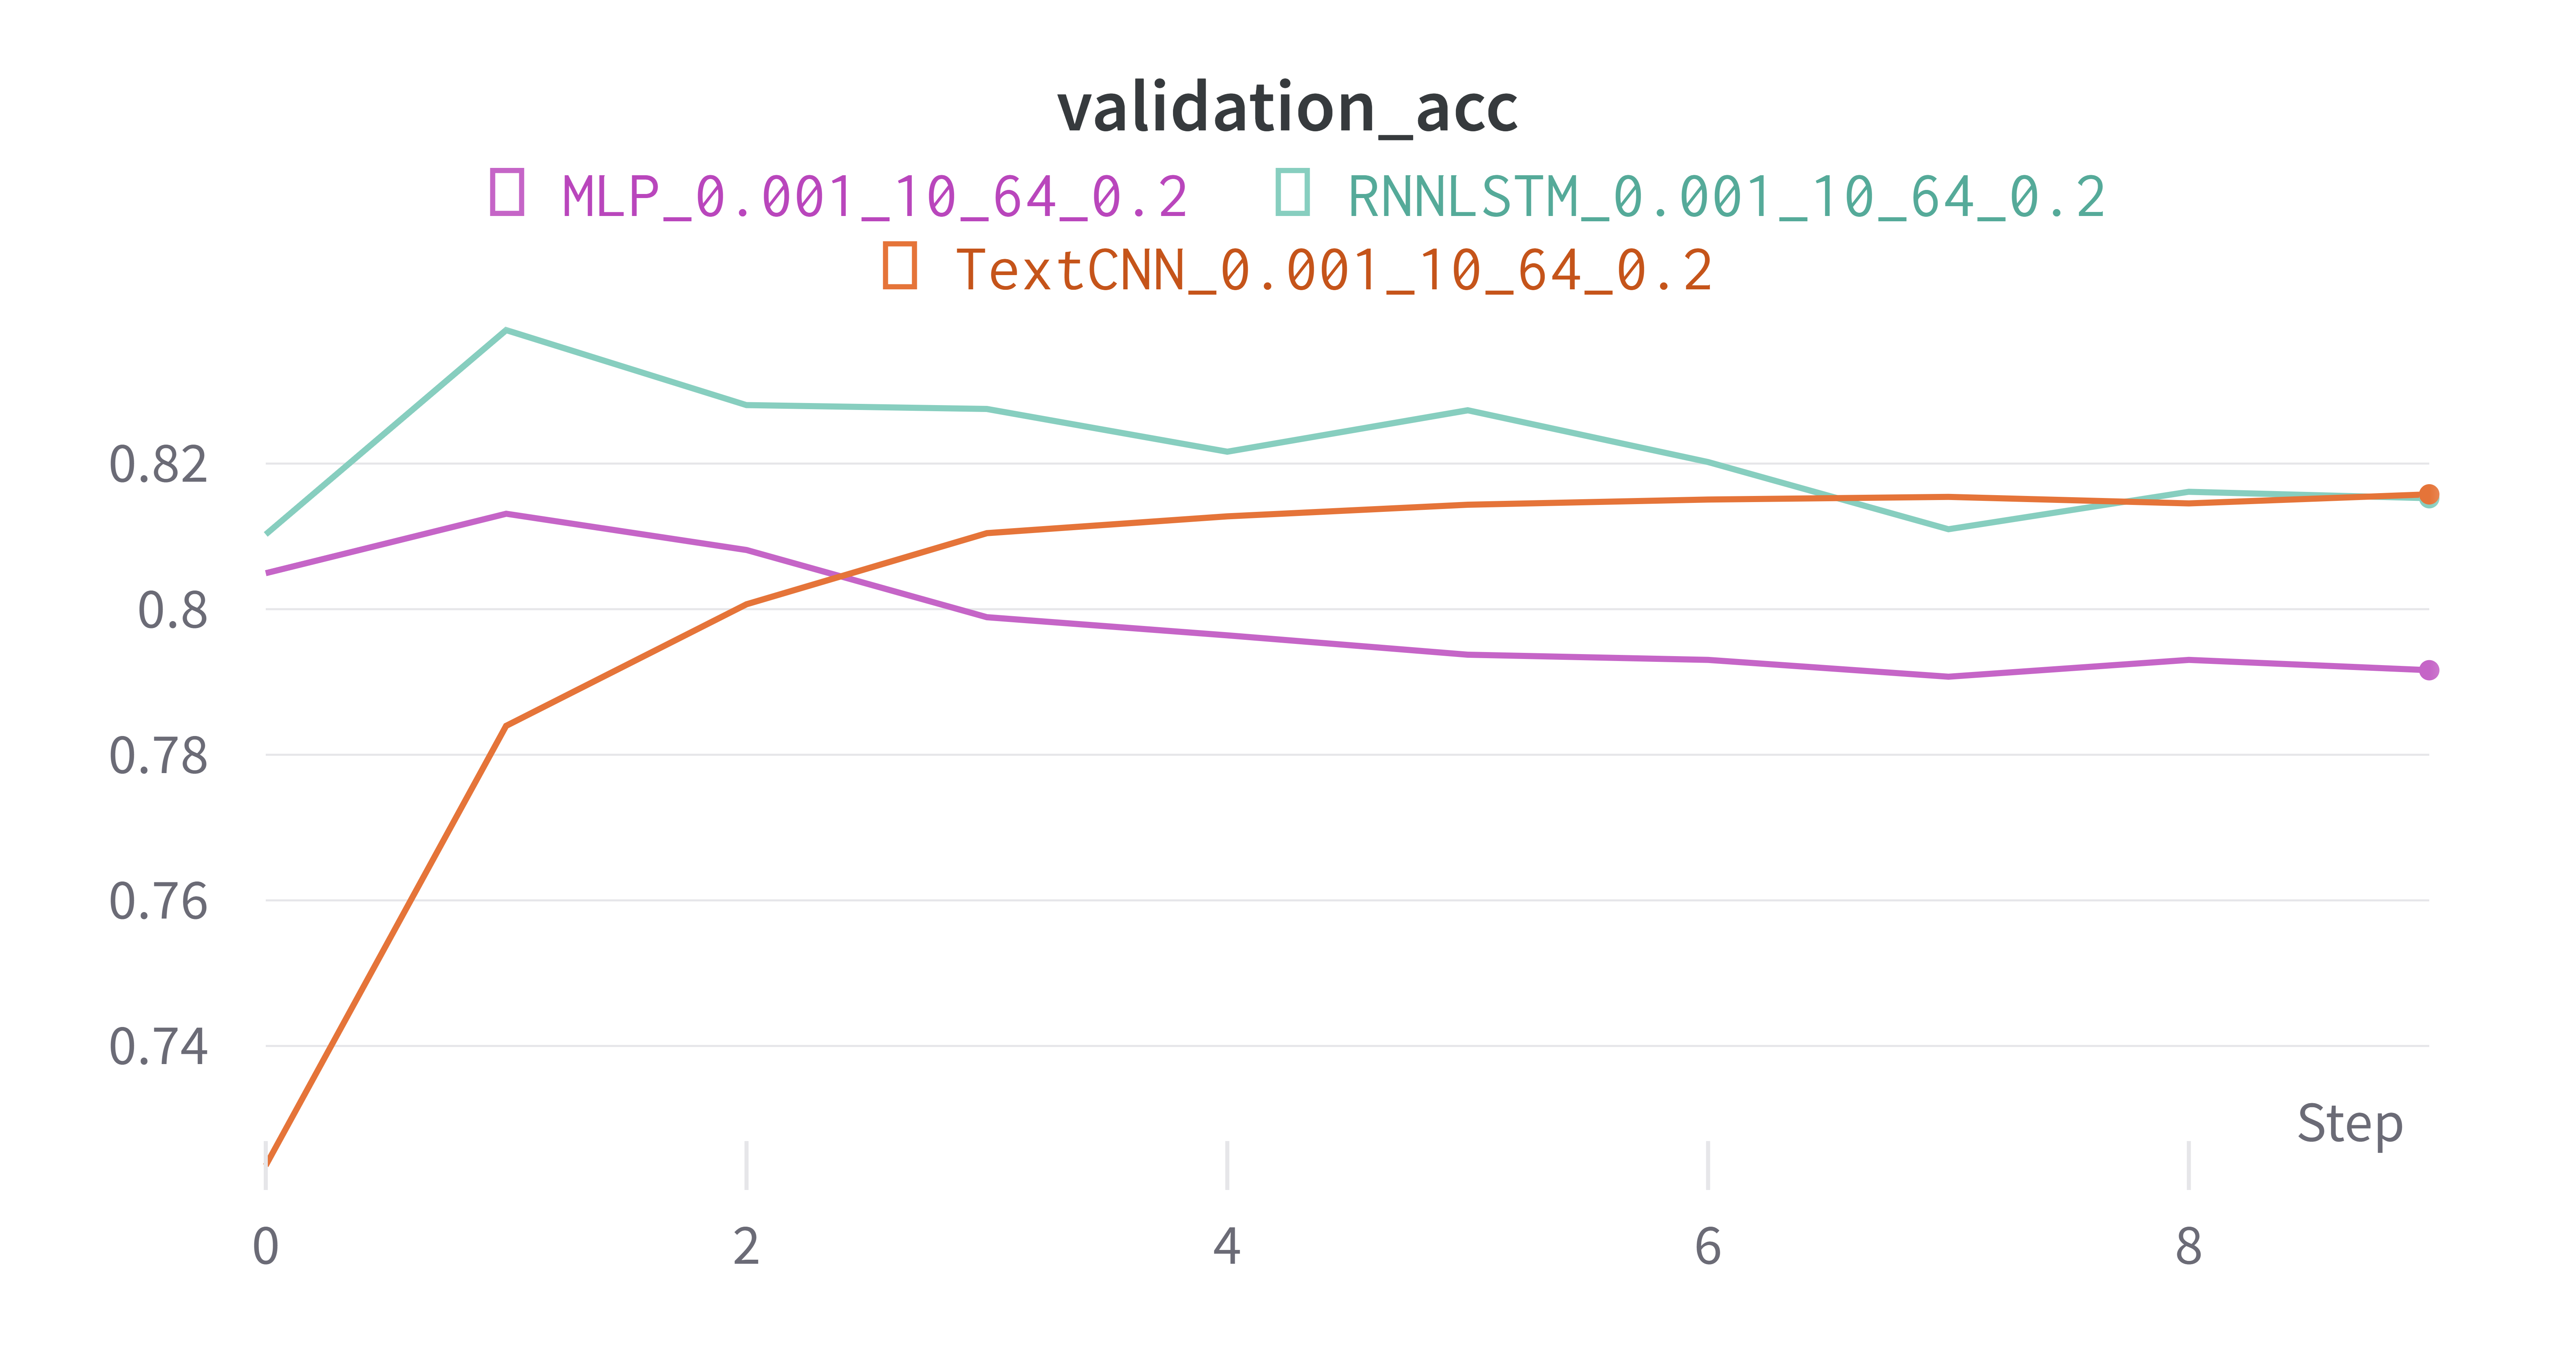 validation_acc
MLP_0.001_10_64_0.2 RNNLSTM_0.001_10_64_0.2
TextCNN_0.001_10_64_0.2
0.82
0.8
0.78
0.76
0.74
Step
0 2 4 6 8